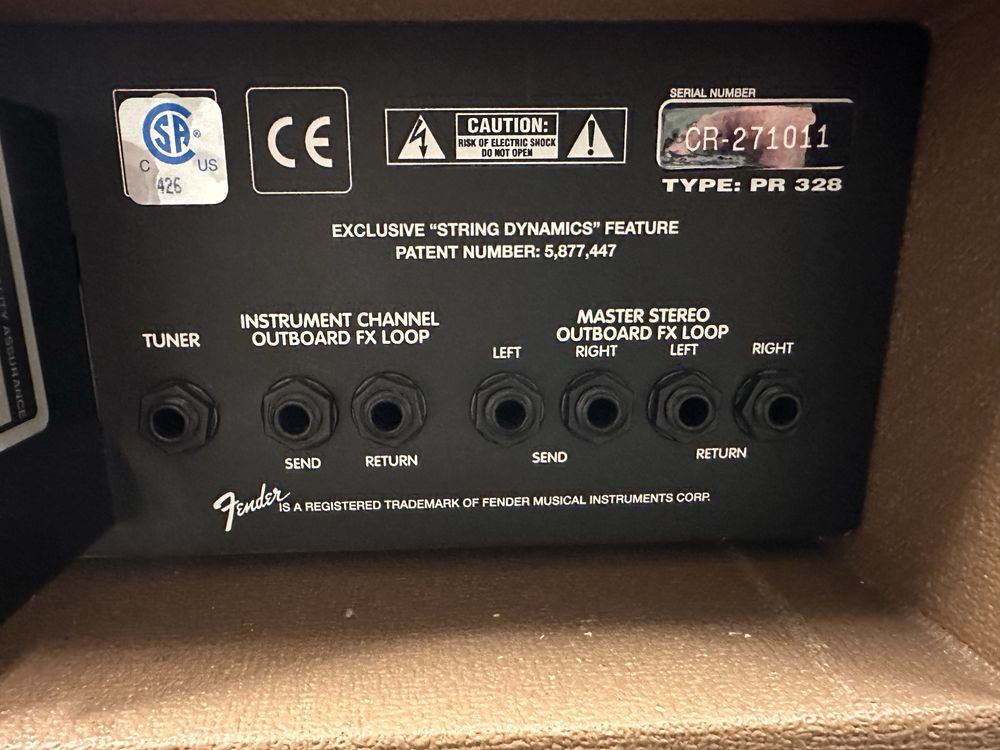 CSA®
C US
426
CE
CAUTION:
RISK OF ELECTRIC SHOCK
DO NOT OPEN
SERIAL NUMBER
CR-271011
TYPE: PR 328
EXCLUSIVE “STRING DYNAMICS” FEATURE
PATENT NUMBER: 5,877,447
TUNER
INSTRUMENT CHANNEL
OUTBOARD FX LOOP
SEND
RETURN
MASTER STEREO
OUTBOARD FX LOOP
LEFT
RIGHT
LEFT
RIGHT
SEND
RETURN
Fender IS A REGISTERED TRADEMARK OF FENDER MUSICAL INSTRUMENTS CORP.
ASSURANCE